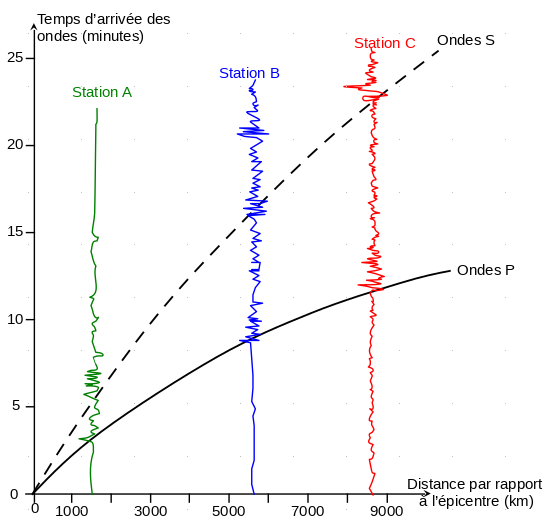 Temps d'arrivée des
ondes (minutes)
Ondes S
Station C
25
Station B
Station A
20
15
Ondes P
10
5
Distance par rapport
0
0 1000 3000 5000 7000 9000 à l'épicentre (km)